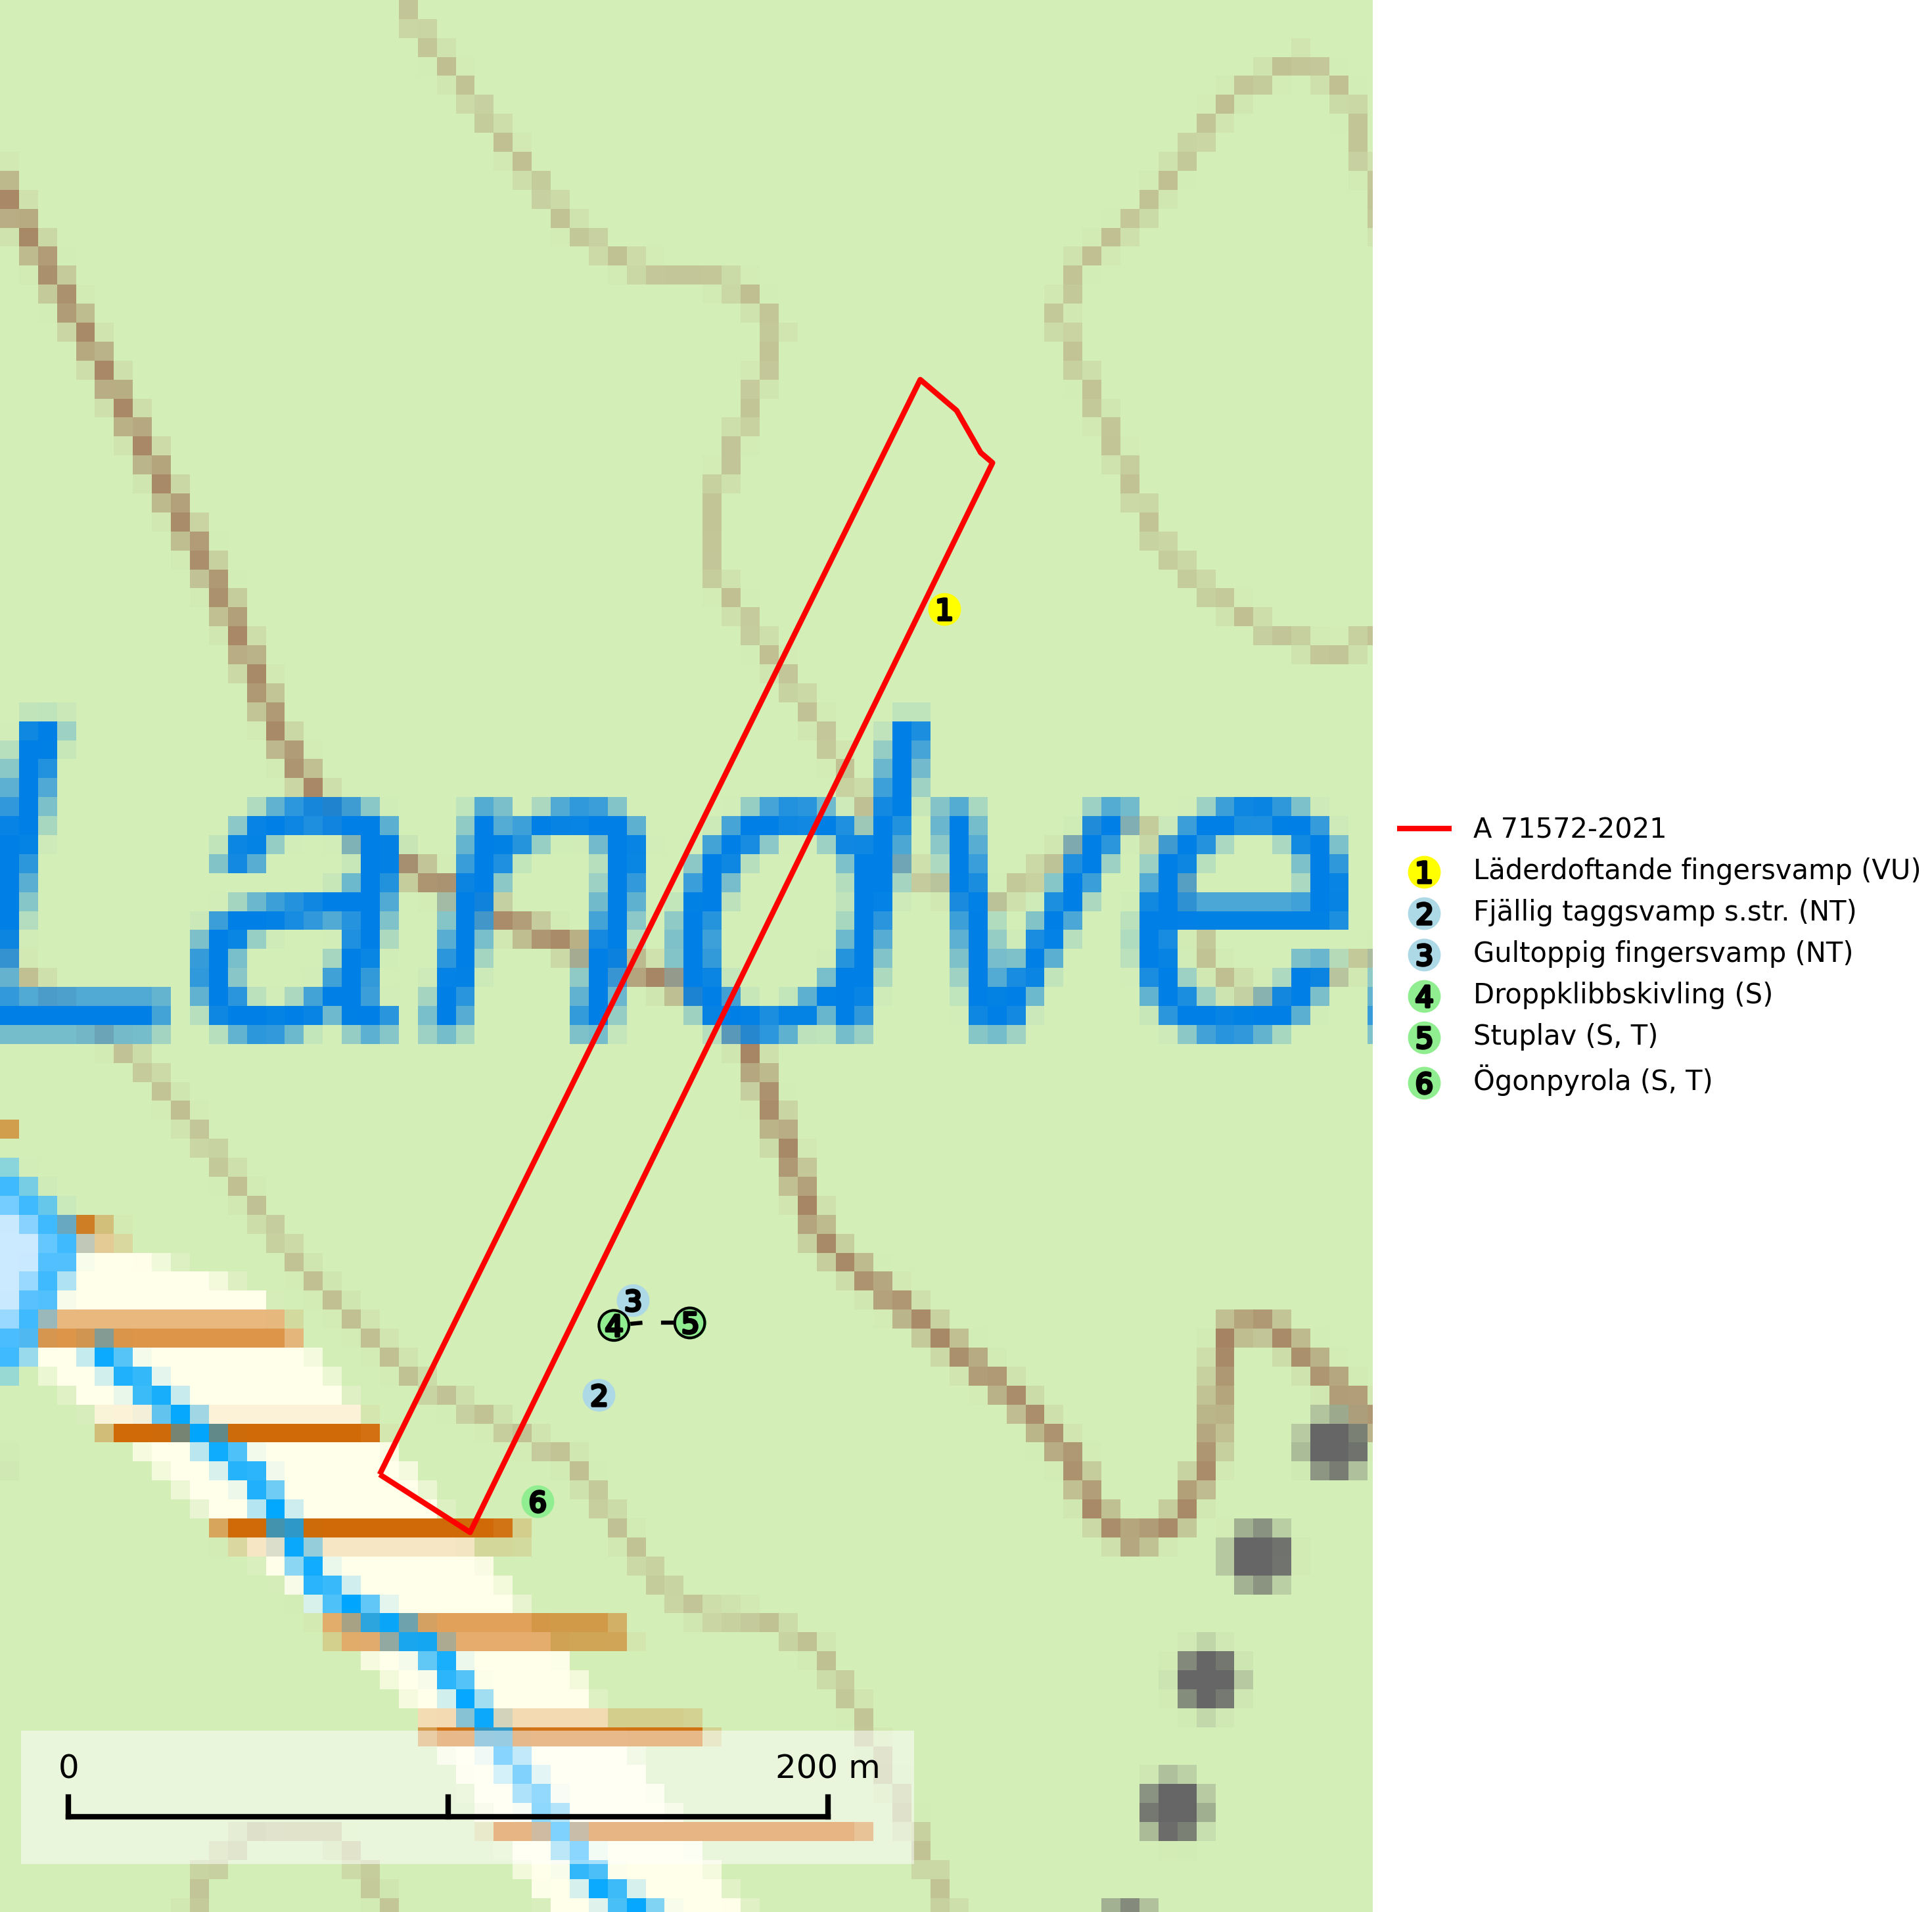 1
Landve
3
4 5
2
6
0 200 m
A 71572-2021
1 Läderdoftande fingersvamp (VU)
2 Fjällig taggsvamp s.str. (NT)
3 Gultoppig fingersvamp (NT)
4 Droppklibbskivling (S)
5 Stuplav (S, T)
6 Ögonpyrola (S, T)